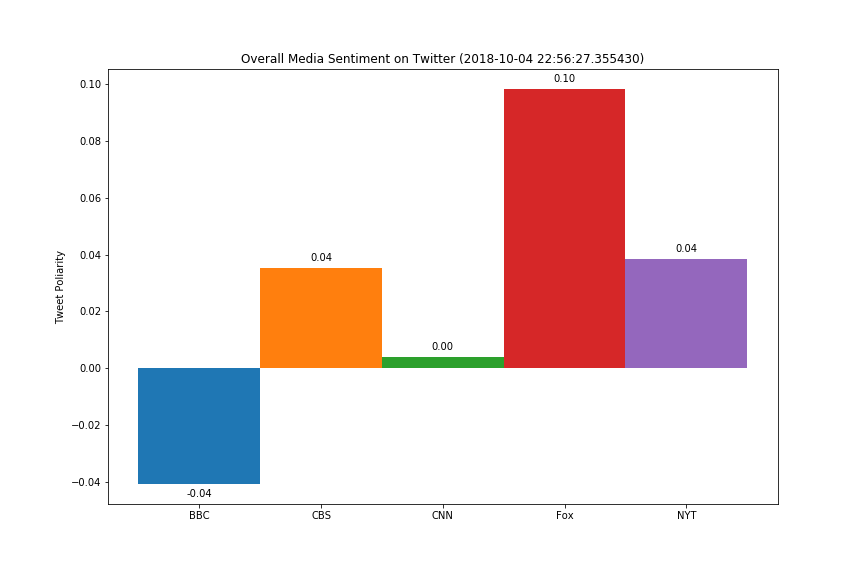 Overall Media Sentiment on Twitter (2018-10-04 22:56:27.355430)
0.10
0.10
0.08
0.06
0.04
0.04
0.04
0.02
0.00
0.00
−0.02
−0.04
-0.04
Tweet Poliarity
BBC
CBS
CNN
Fox
NYT